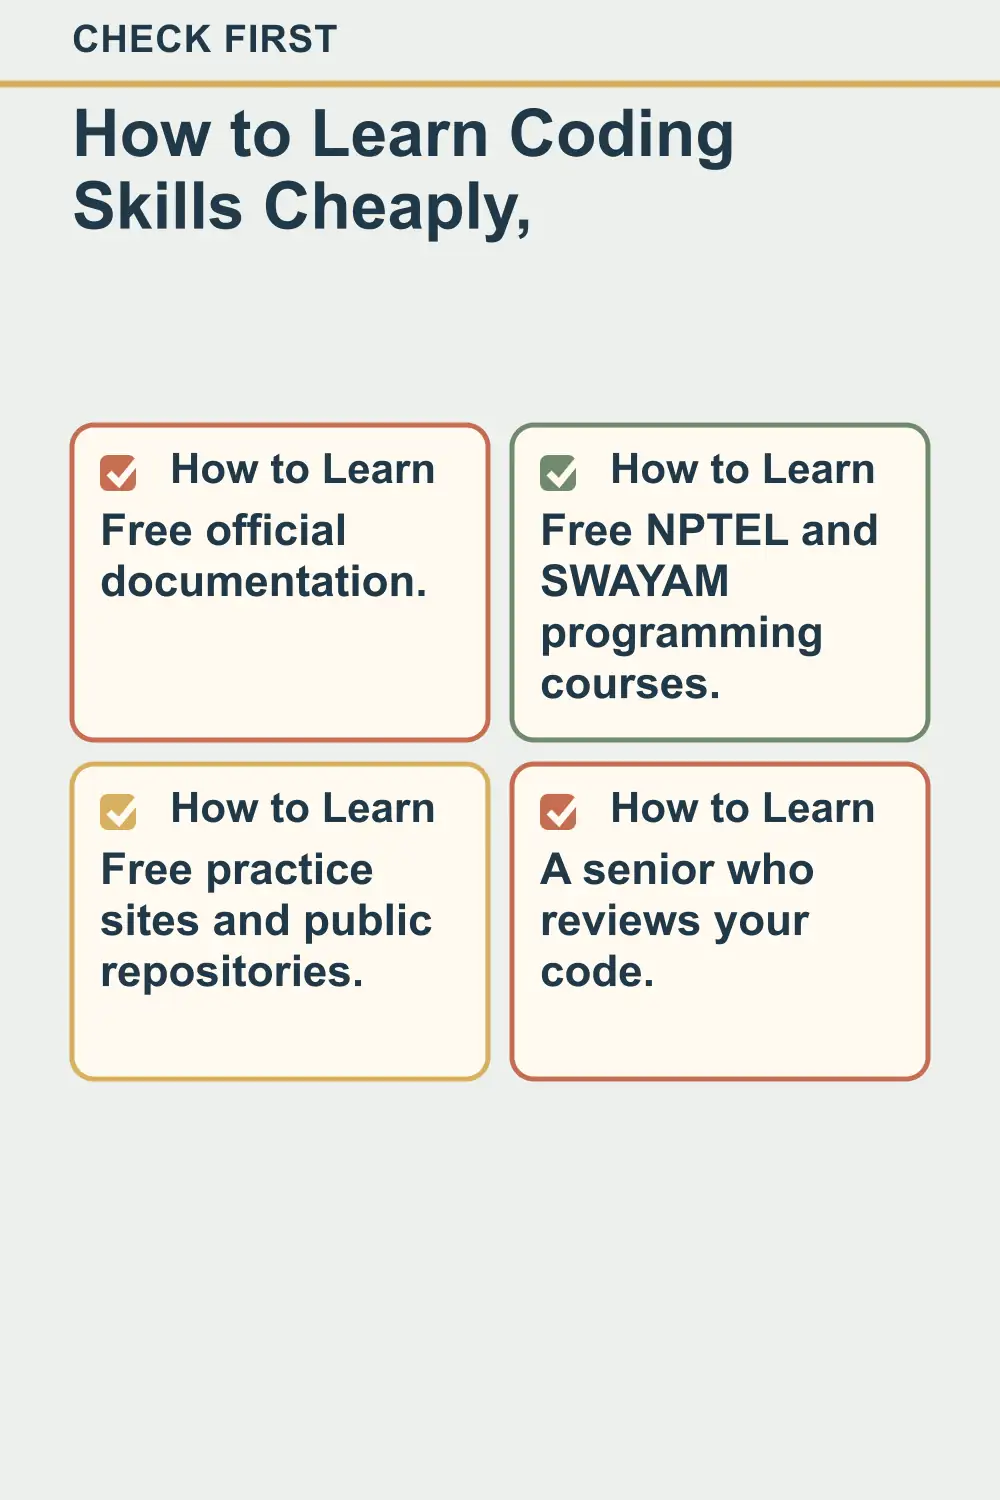 CHECK FIRST
How to Learn Coding
Skills Cheaply,
How to Learn
Free official
documentation.
How to Learn
Free NPTEL and
SWAYAM
programming
courses.
How to Learn
Free practice
sites and public
repositories.
How to Learn
A senior who
reviews your
code.